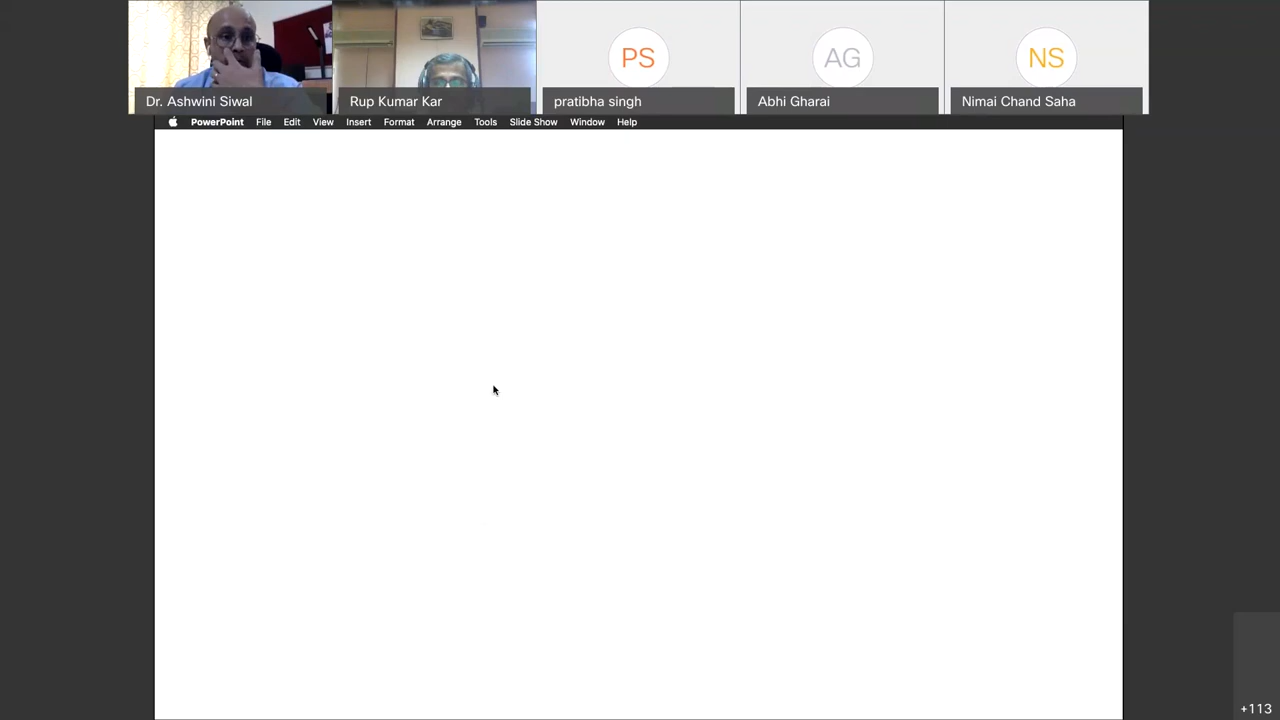 PS
AG
NS
Dr. Ashwini Siwal
Rup Kumar Kar
pratibha singh
Abhi Gharai
Nimai Chand Saha
PowerPoint File Edit View Insert Format Arrange Tools Slide Show Window Help
+113